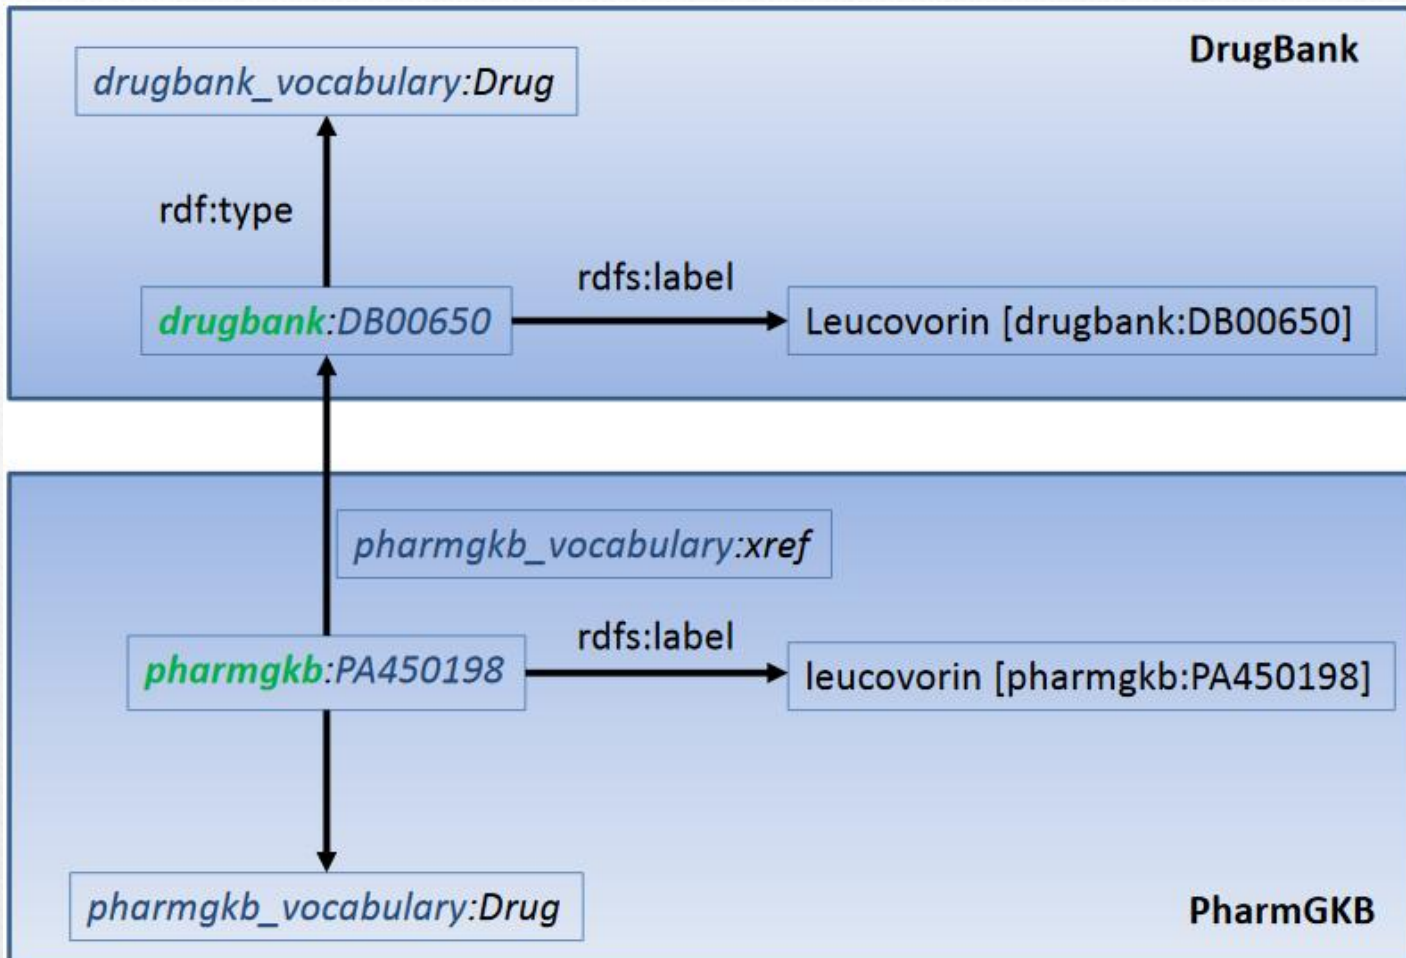 DrugBank
drugbank_vocabulary:Drug
rdf:type
rdfs:label
drugbank:DB00650
Leucovorin [drugbank:DB00650]
pharmgkb_vocabulary:xref
rdfs:label
pharmgkb:PA450198
leucovorin [pharmgkb:PA450198]
pharmgkb_vocabulary:Drug
PharmGKB